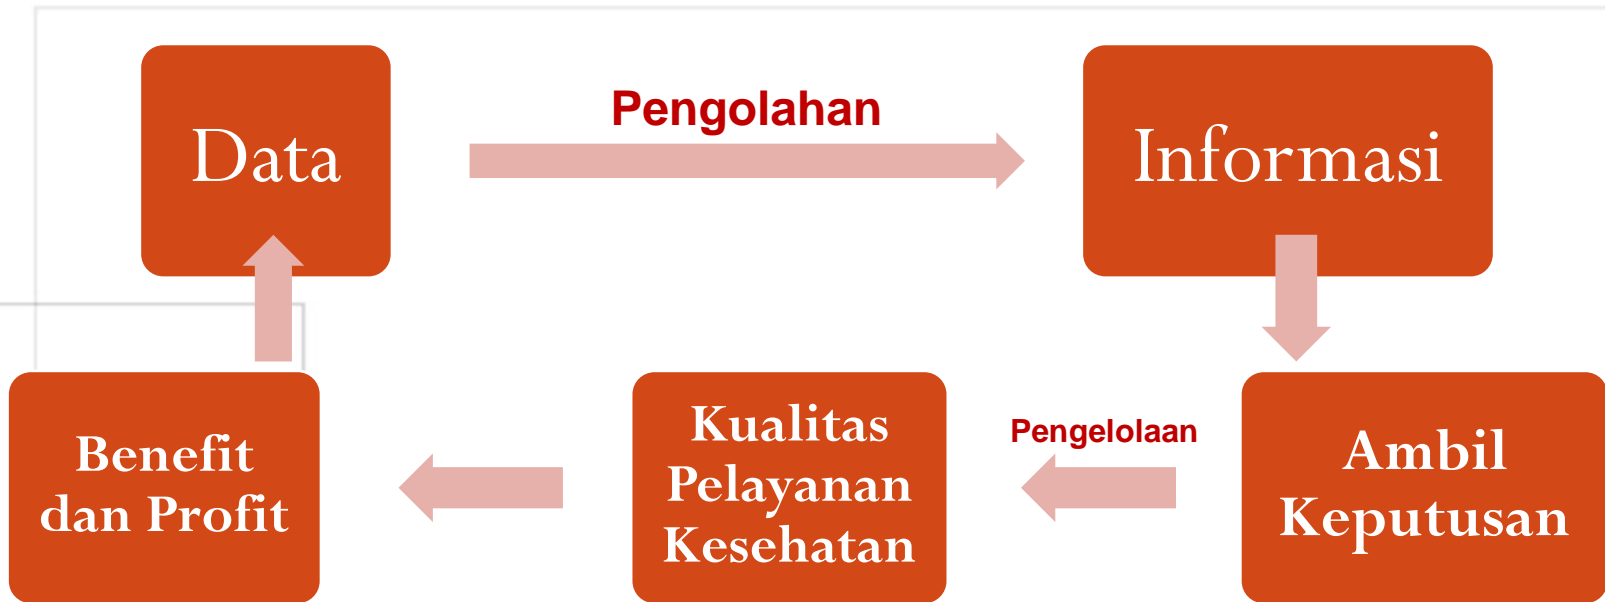 Data
Pengolahan
Informasi
Benefit
dan Profit
Kualitas
Pelayanan
Kesehatan
Pengelolaan
Ambil
Keputusan